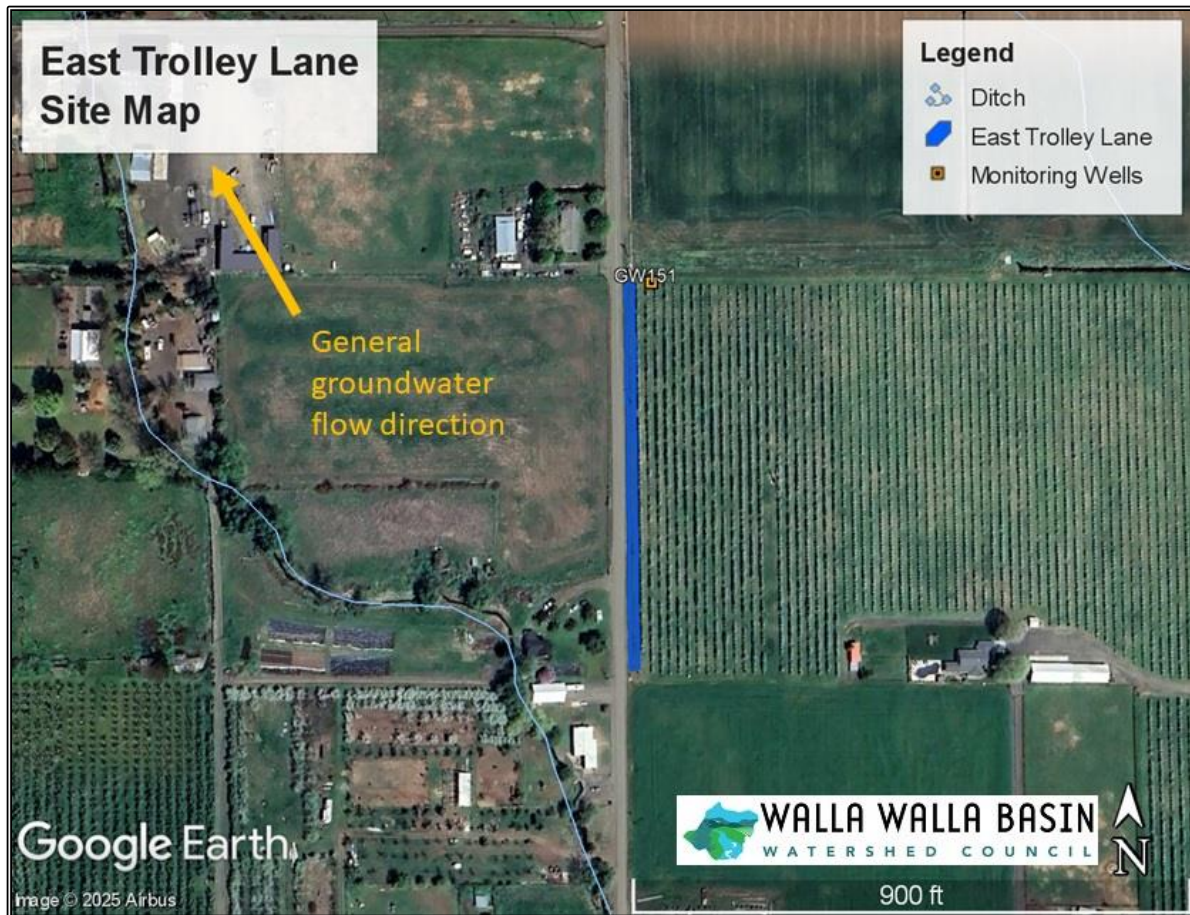 East Trolley Lane
Site Map
Legend
Ditch
East Trolley Lane
Monitoring Wells
GW151
General
groundwater
flow direction
WALLA WALLA BASIN
WATERSHED COUNCIL
N
Google Earth
900 ft
Image © 2025 Airbus